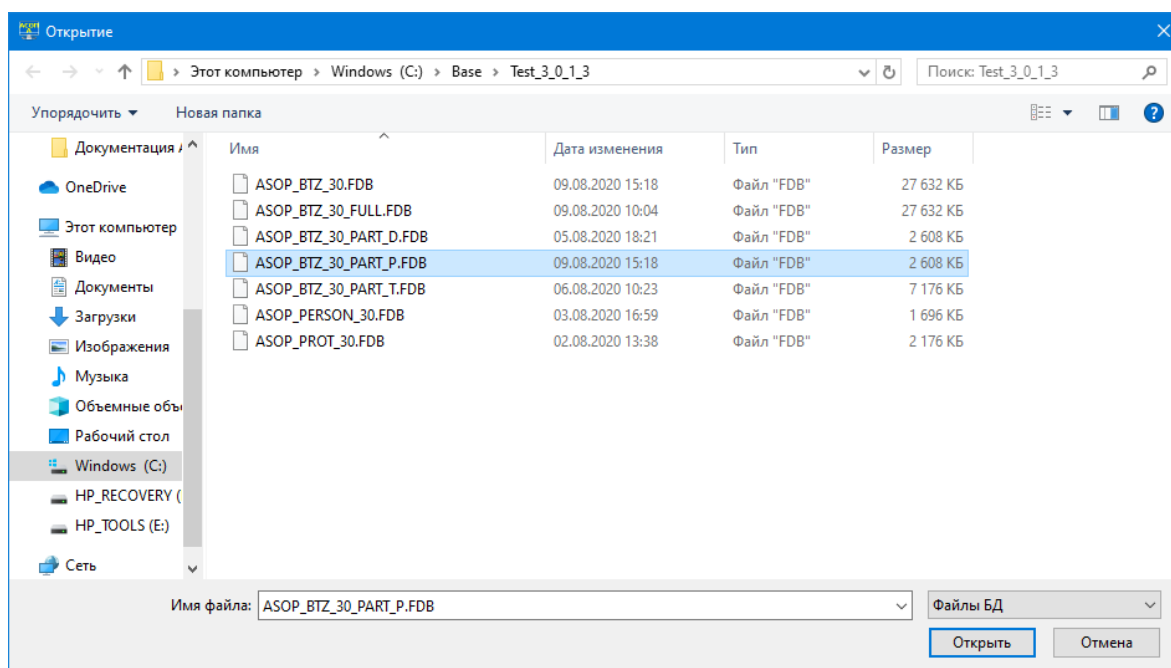 Открытие
Этот компьютер › Windows (C:) › Base › Test_3_0_1_3
Поиск: Test_3_0_1_3
Упорядочить Новая папка
Имя Дата изменения Тип Размер
Документация
OneDrive
Этот компьютер
Видео
Документы
Загрузки
Изображения
Музыка
Объемные объ
Рабочий стол
Windows (C:)
HP_RECOVERY (
HP_TOOLS (E:)
Сеть
ASOP_BTZ_30.FDB 09.08.2020 15:18 Файл "FDB" 27 632 КБ
ASOP_BTZ_30_FULL.FDB 09.08.2020 10:04 Файл "FDB" 27 632 КБ
ASOP_BTZ_30_PART_D.FDB 05.08.2020 18:21 Файл "FDB" 2 608 КБ
ASOP_BTZ_30_PART_P.FDB 09.08.2020 15:18 Файл "FDB" 2 608 КБ
ASOP_BTZ_30_PART_T.FDB 06.08.2020 10:23 Файл "FDB" 7 176 КБ
ASOP_PERSON_30.FDB 03.08.2020 16:59 Файл "FDB" 1 696 КБ
ASOP_PROT_30.FDB 02.08.2020 13:38 Файл "FDB" 2 176 КБ
Имя файла: ASOP_BTZ_30_PART_P.FDB Файлы БД
Открыть Отмена